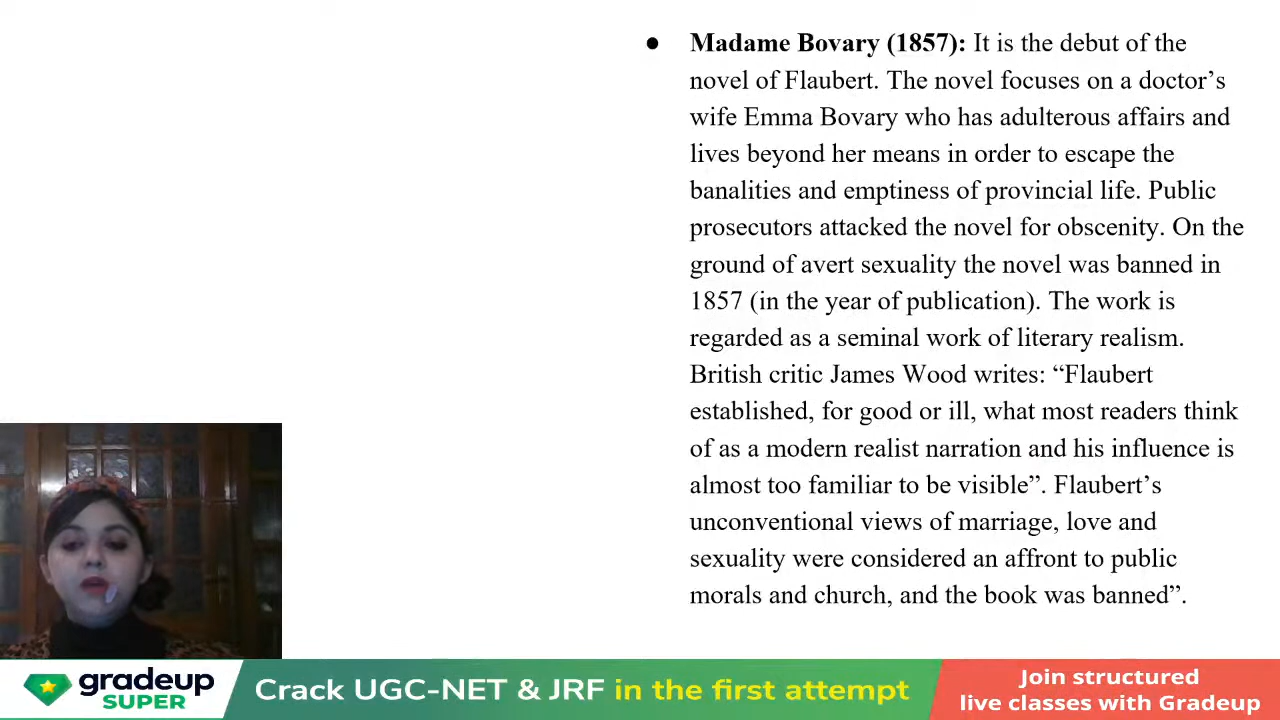 ● Madame Bovary (1857): It is the debut of the
novel of Flaubert. The novel focuses on a doctor’s
wife Emma Bovary who has adulterous affairs and
lives beyond her means in order to escape the
banalities and emptiness of provincial life. Public
prosecutors attacked the novel for obscenity. On the
ground of avert sexuality the novel was banned in
1857 (in the year of publication). The work is
regarded as a seminal work of literary realism.
British critic James Wood writes: “Flaubert
established, for good or ill, what most readers think
of as a modern realist narration and his influence is
almost too familiar to be visible”. Flaubert’s
unconventional views of marriage, love and
sexuality were considered an affront to public
morals and church, and the book was banned”.
gradeup
SUPER
Crack UGC-NET & JRF in the first attempt
Join structured
live classes with Gradeup